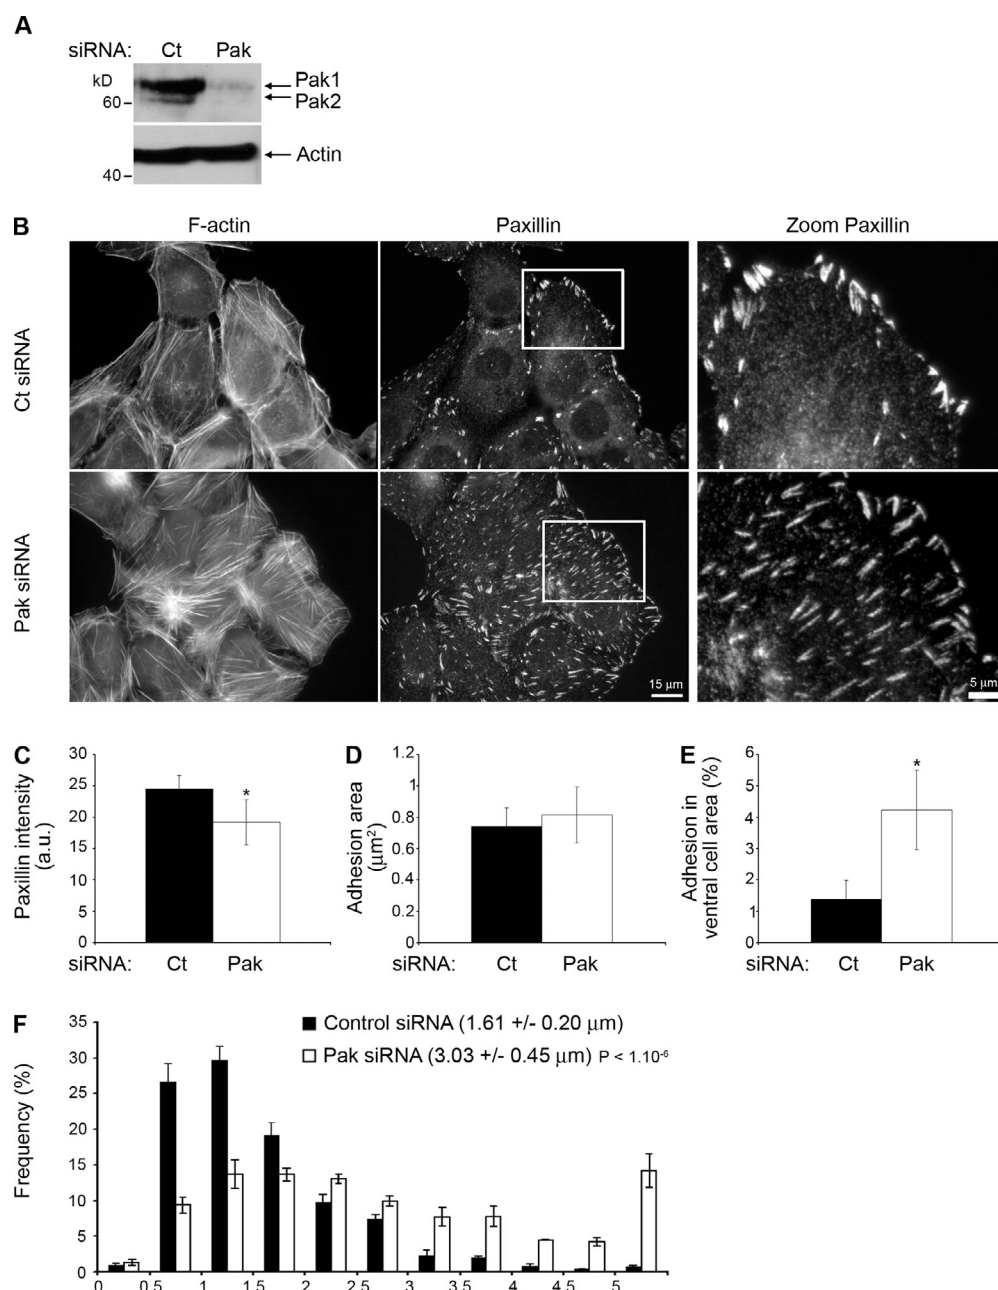 A
siRNA: Ct Pak
kD
Pak1
60
Pak2
Actin
40
B
F-actin Paxillin Zoom Paxillin
Ct siRNA
Pak siRNA
15 μm
5 μm
C
Paxillin intensity
(a.u.)
30
25
20
15
10
5
0
*
siRNA: Ct Pak
D
Adhesion area
(μm²)
1.2
1
0.8
0.6
0.4
0.2
0
siRNA: Ct Pak
E
Adhesion in
ventral cell area (%)
6
5
4
3
2
1
0
*
siRNA: Ct Pak
F
Frequency (%)
35
30
25
20
15
10
5
0
Control siRNA (1.61 +/- 0.20 μm)
Pak siRNA (3.03 +/- 0.45 μm) P < 1.10⁻⁶
0 0.5 1 1.5 2 2.5 3 3.5 4 4.5 5